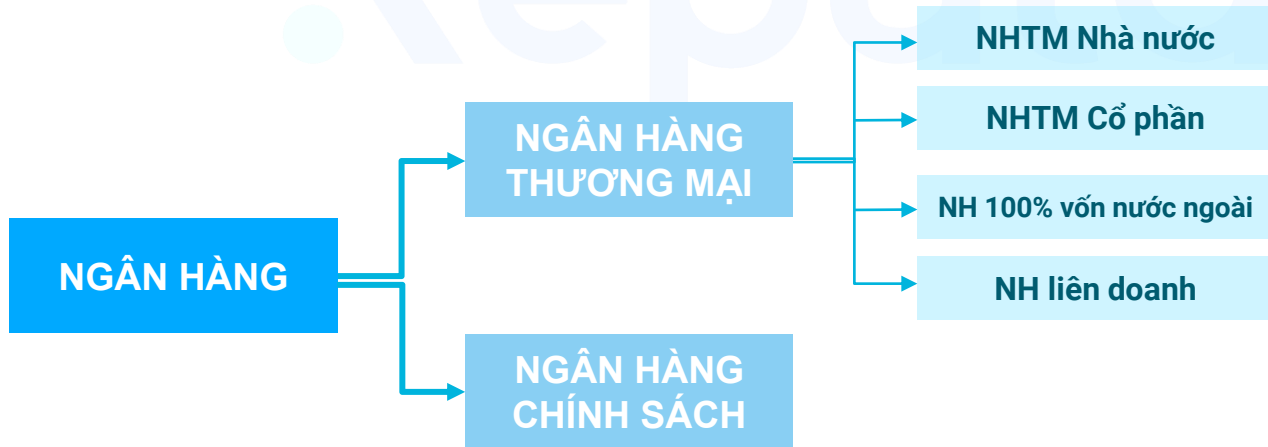 NHTM Nhà nước
NGÂN HÀNG
THƯƠNG MẠI
NHTM Cổ phần
NH 100% vốn nước ngoài
NGÂN HÀNG
NH liên doanh
NGÂN HÀNG
CHÍNH SÁCH